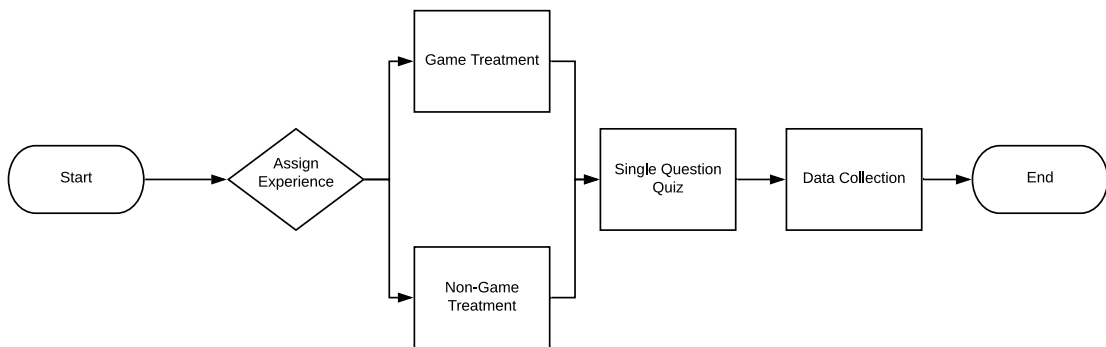 Start
Assign
Experience
Game Treatment
Non-Game
Treatment
Single Question
Quiz
Data Collection
End